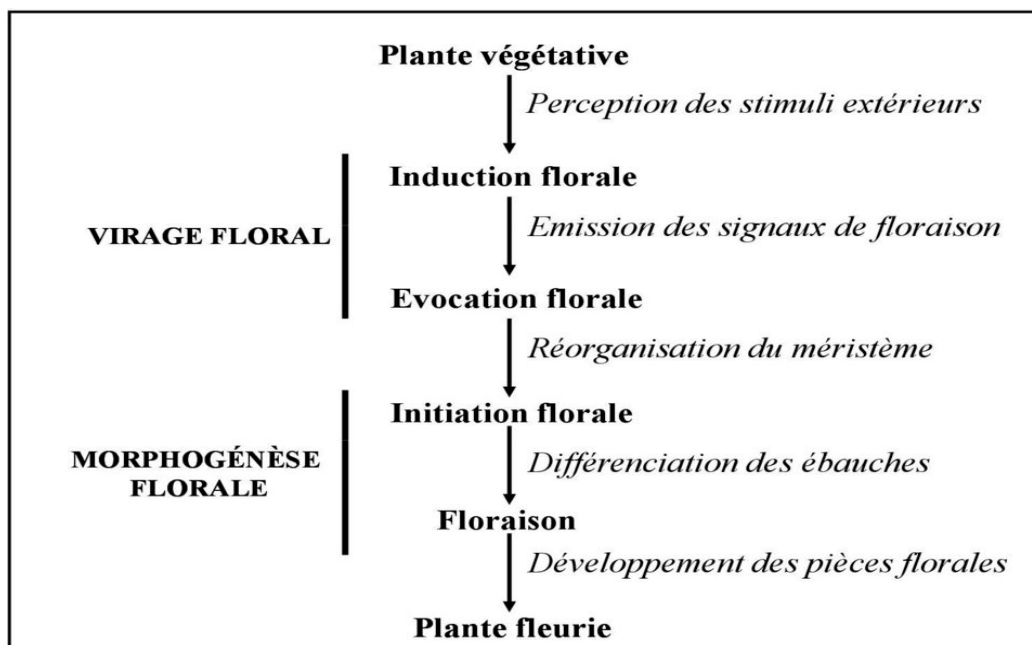 Plante végétative
Perception des stimuli extérieurs
Induction florale
VIRAGE FLORAL
Emission des signaux de floraison
Evocation florale
Réorganisation du méristème
Initiation florale
MORPHOGÉNÈSE
FLORALE
Différenciation des ébauches
Floraison
Développement des pièces florales
Plante fleurie